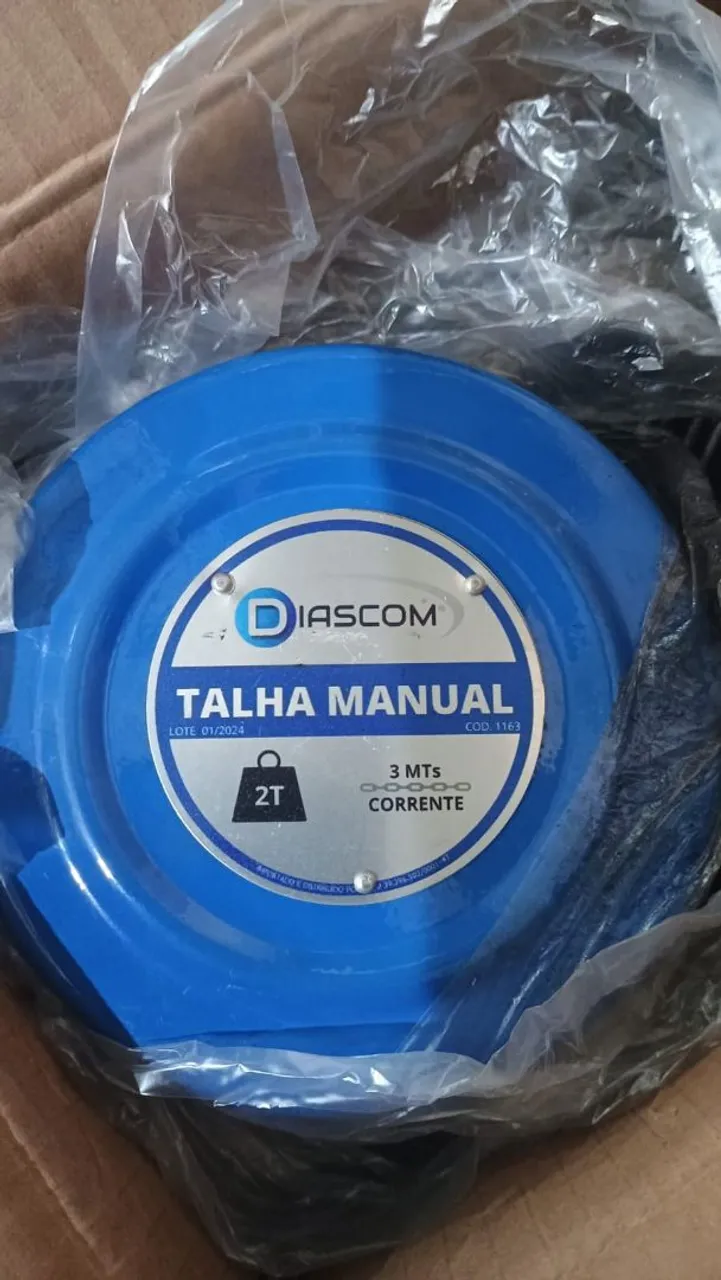 DIASCOM
TALHA MANUAL
LOTE 01/2024
COD. 1163
2T
3 MTs
CORRENTE